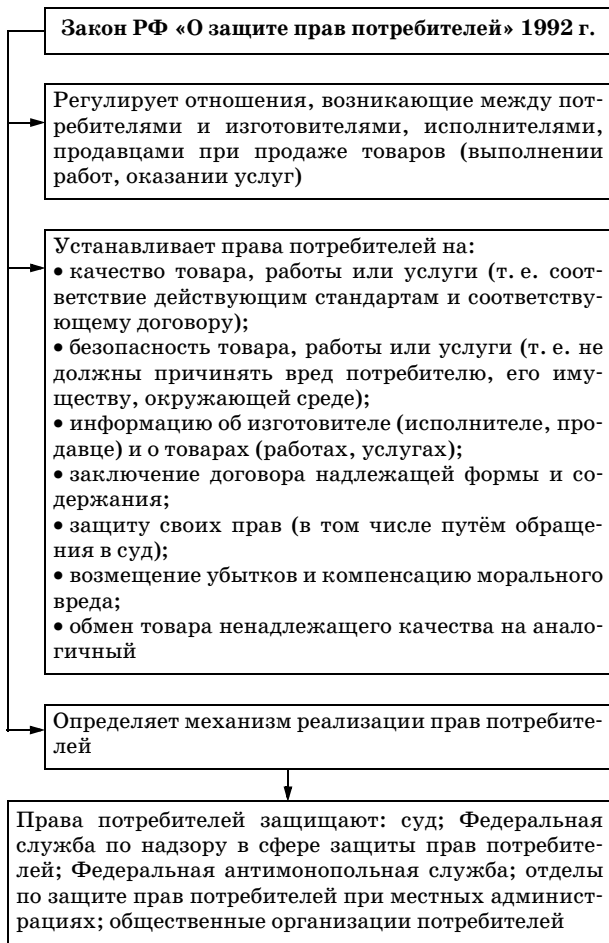 Закон РФ «О защите прав потребителей» 1992 г.
Регулирует отношения, возникающие между пот-
ребителями и изготовителями, исполнителями,
продавцами при продаже товаров (выполнении
работ, оказании услуг)
Устанавливает права потребителей на:
• качество товара, работы или услуги (т. е. соот-
ветствие действующим стандартам и соответству-
ющему договору);
• безопасность товара, работы или услуги (т. е. не
должны причинять вред потребителю, его иму-
ществу, окружающей среде);
• информацию об изготовителе (исполнителе, про-
давце) и о товарах (работах, услугах);
• заключение договора надлежащей формы и со-
держания;
• защиту своих прав (в том числе путём обраще-
ния в суд);
• возмещение убытков и компенсацию морального
вреда;
• обмен товара ненадлежащего качества на анало-
гичный
Определяет механизм реализации прав потребите-
лей
Права потребителей защищают: суд; Федеральная
служба по надзору в сфере защиты прав потребите-
лей; Федеральная антимонопольная служба; отделы
по защите прав потребителей при местных админист-
рациях; общественные организации потребителей